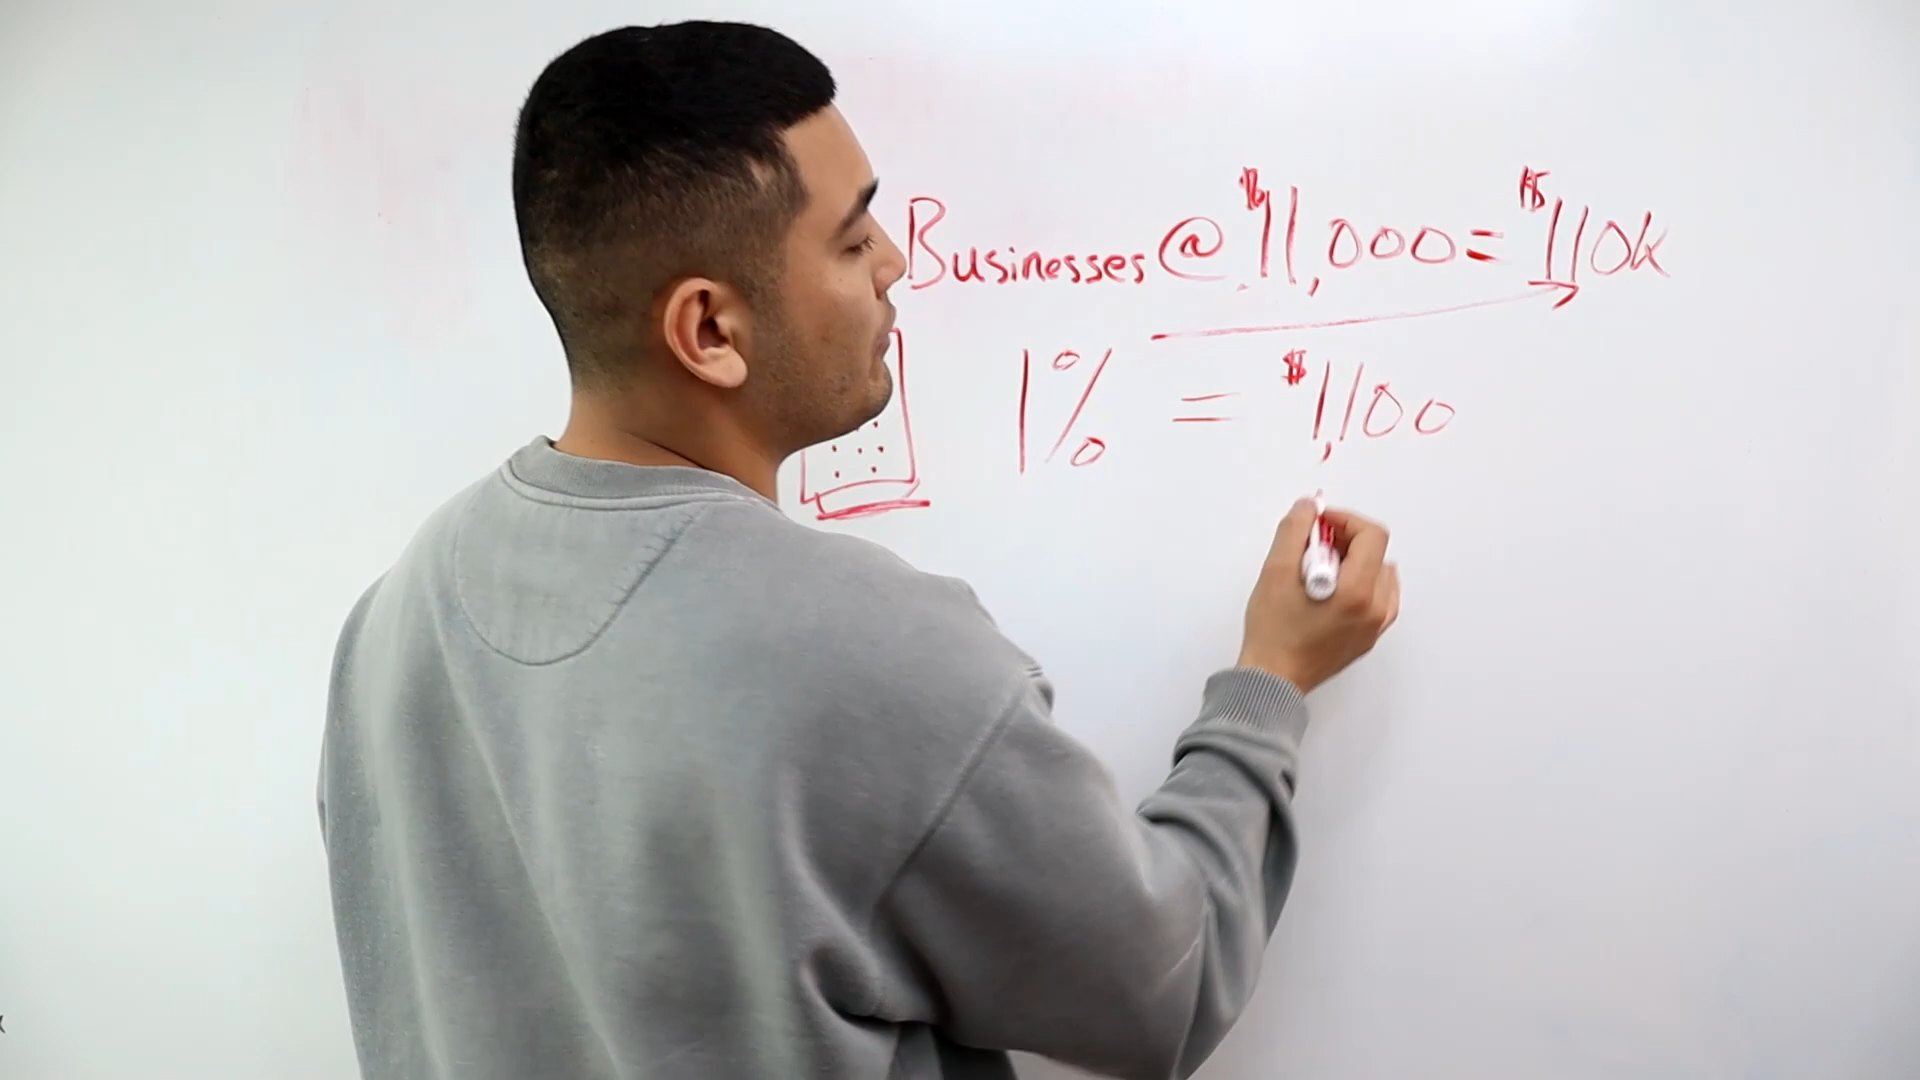 Businesses @ $11,000 = $110k
1% = $1,100